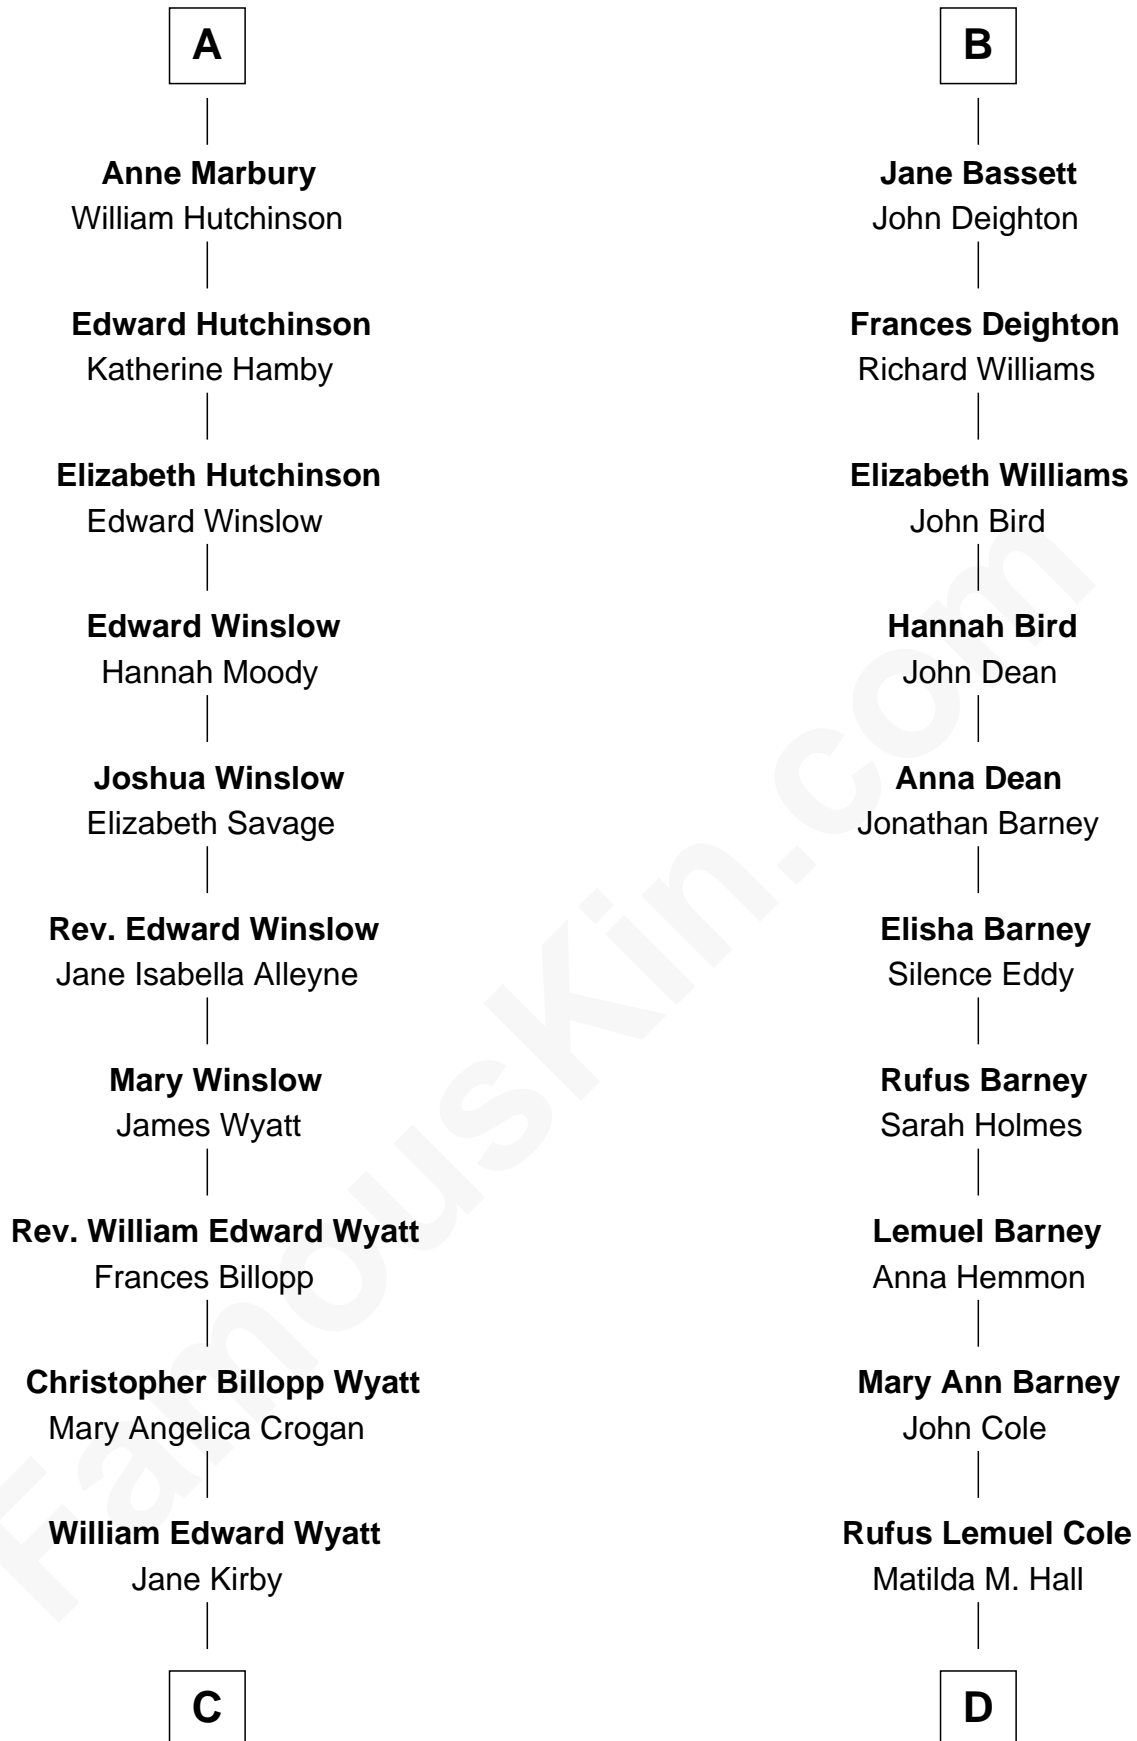 A
Anne Marbury
William Hutchinson
Edward Hutchinson
Katherine Hamby
Elizabeth Hutchinson
Edward Winslow
Edward Winslow
Hannah Moody
Joshua Winslow
Elizabeth Savage
Rev. Edward Winslow
Jane Isabella Alleyne
Mary Winslow
James Wyatt
Rev. William Edward Wyatt
Frances Billopp
Christopher Billopp Wyatt
Mary Angelica Crogan
William Edward Wyatt
Jane Kirby
C
B
Jane Bassett
John Deighton
Frances Deighton
Richard Williams
Elizabeth Williams
John Bird
Hannah Bird
John Dean
Anna Dean
Jonathan Barney
Elisha Barney
Silence Eddy
Rufus Barney
Sarah Holmes
Lemuel Barney
Anna Hemmon
Mary Ann Barney
John Cole
Rufus Lemuel Cole
Matilda M. Hall
D
FamousKin.com